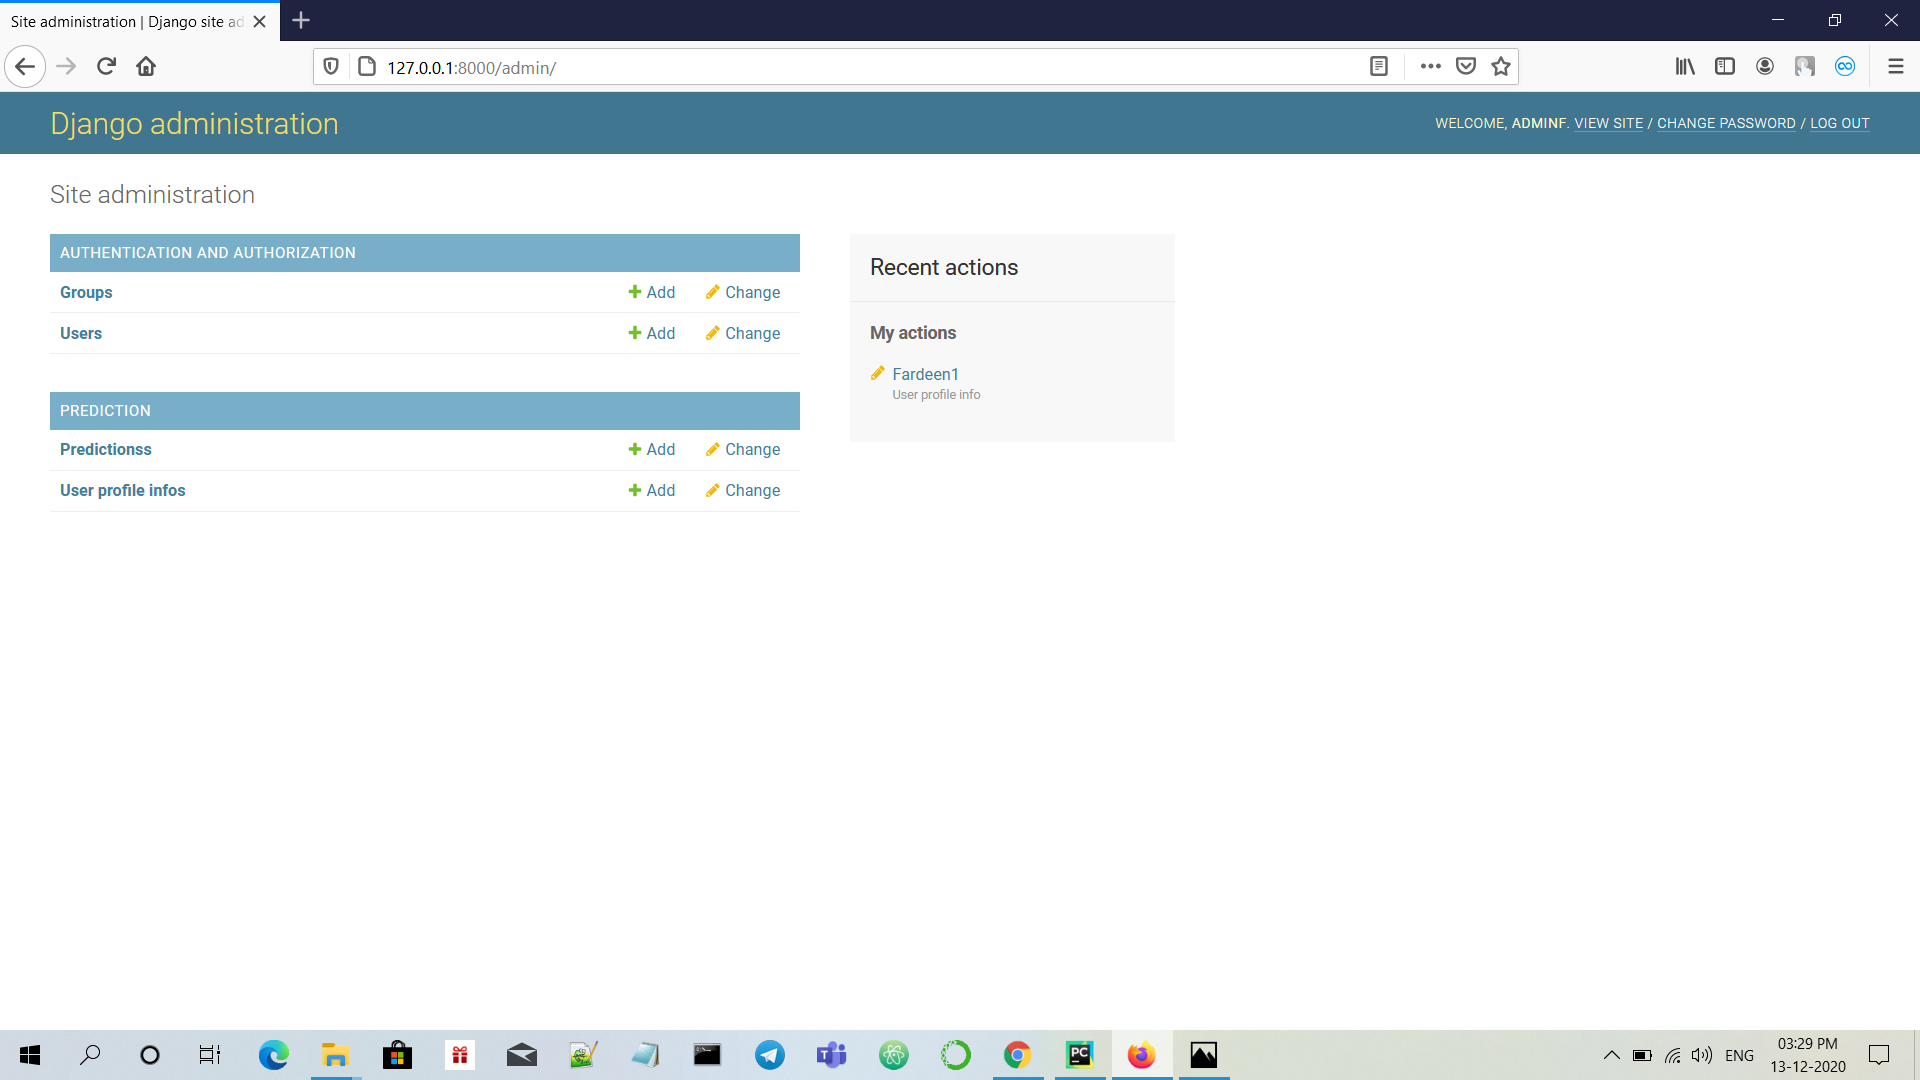 Site administration | Django site ad
127.0.0.1:8000/admin/
Django administration
WELCOME, ADMINF. VIEW SITE / CHANGE PASSWORD / LOG OUT
Site administration
AUTHENTICATION AND AUTHORIZATION
Groups Add Change
Users Add Change
PREDICTION
Predictionss Add Change
User profile infos Add Change
Recent actions
My actions
Fardeen1
User profile info
PC
ENG
03:29 PM
13-12-2020